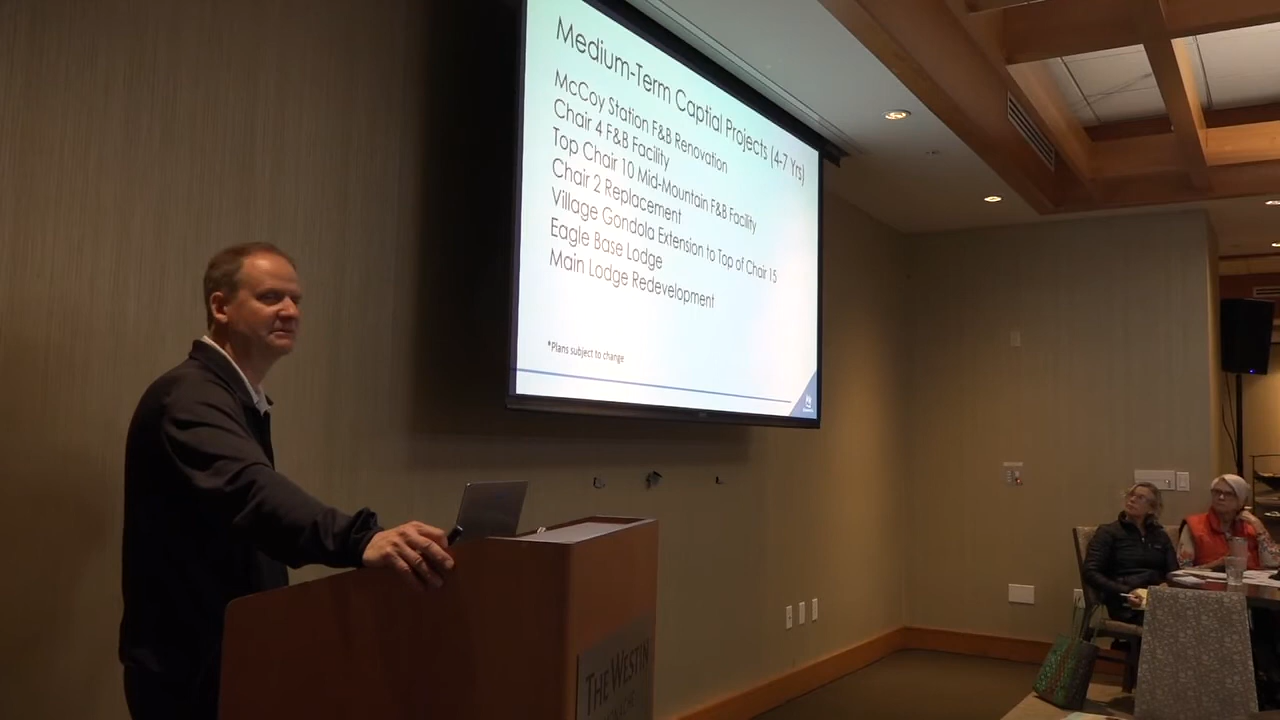 Medium-Term Captial Projects (4-7 Yrs)
McCoy Station F&B Renovation
Chair 4 F&B Facility
Top Chair 10 Mid-Mountain F&B Facility
Chair 2 Replacement
Village Gondola Extension to Top of Chair 15
Eagle Base Lodge
Main Lodge Redevelopment
*Plans subject to change
THE WESTIN